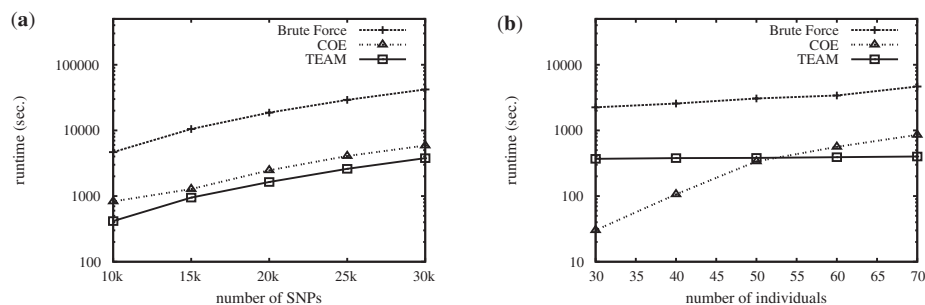 (a)
Brute Force
COE
TEAM
100000
10000
1000
100
runtime (sec.)
10k 15k 20k 25k 30k
number of SNPs
(b)
Brute Force
COE
TEAM
10000
1000
100
10
runtime (sec.)
30 35 40 45 50 55 60 65 70
number of individuals